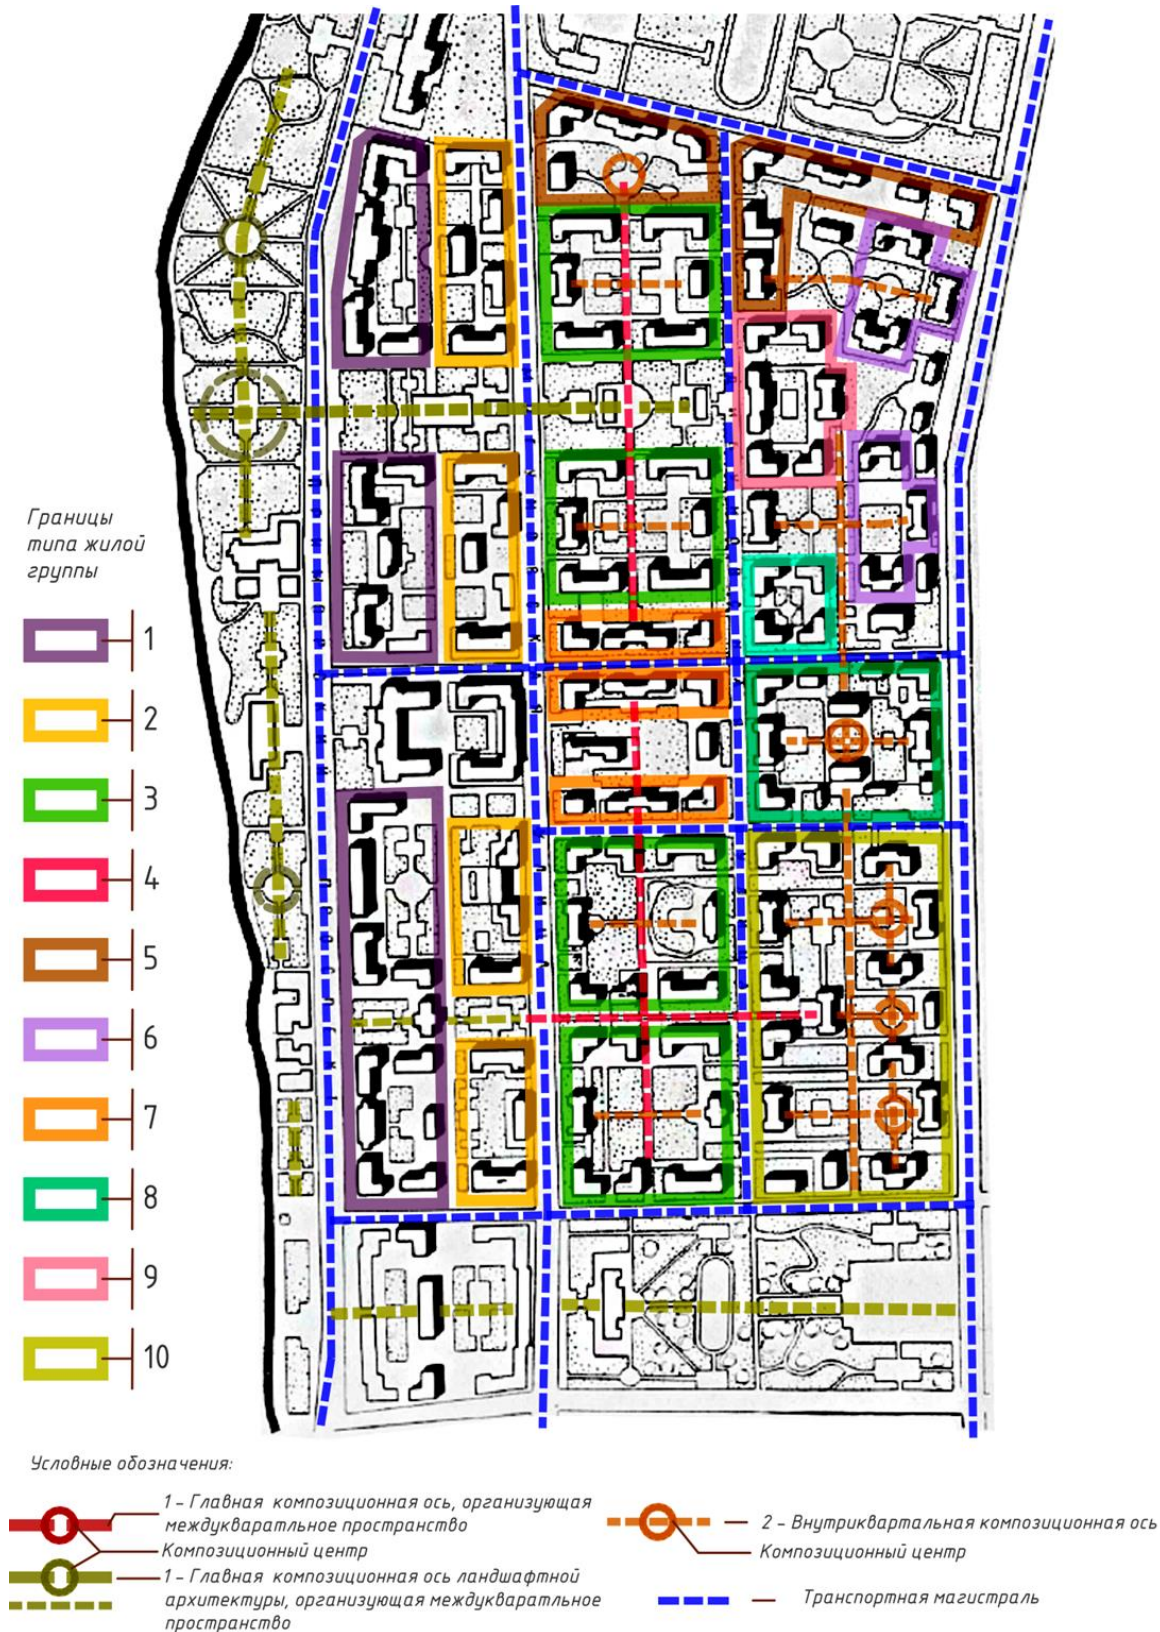 Границы
типа жилой
группы
1
2
3
4
5
6
7
8
9
10
Условные обозначения:
1 – Главная композиционная ось, организующая
междукваратльное пространство
Композиционный центр
1 – Главная композиционная ось ландшафтной
архитектуры, организующая междукваратльное
пространство
2 – Внутриквартальная композиционная ось
Композиционный центр
Транспортная магистраль